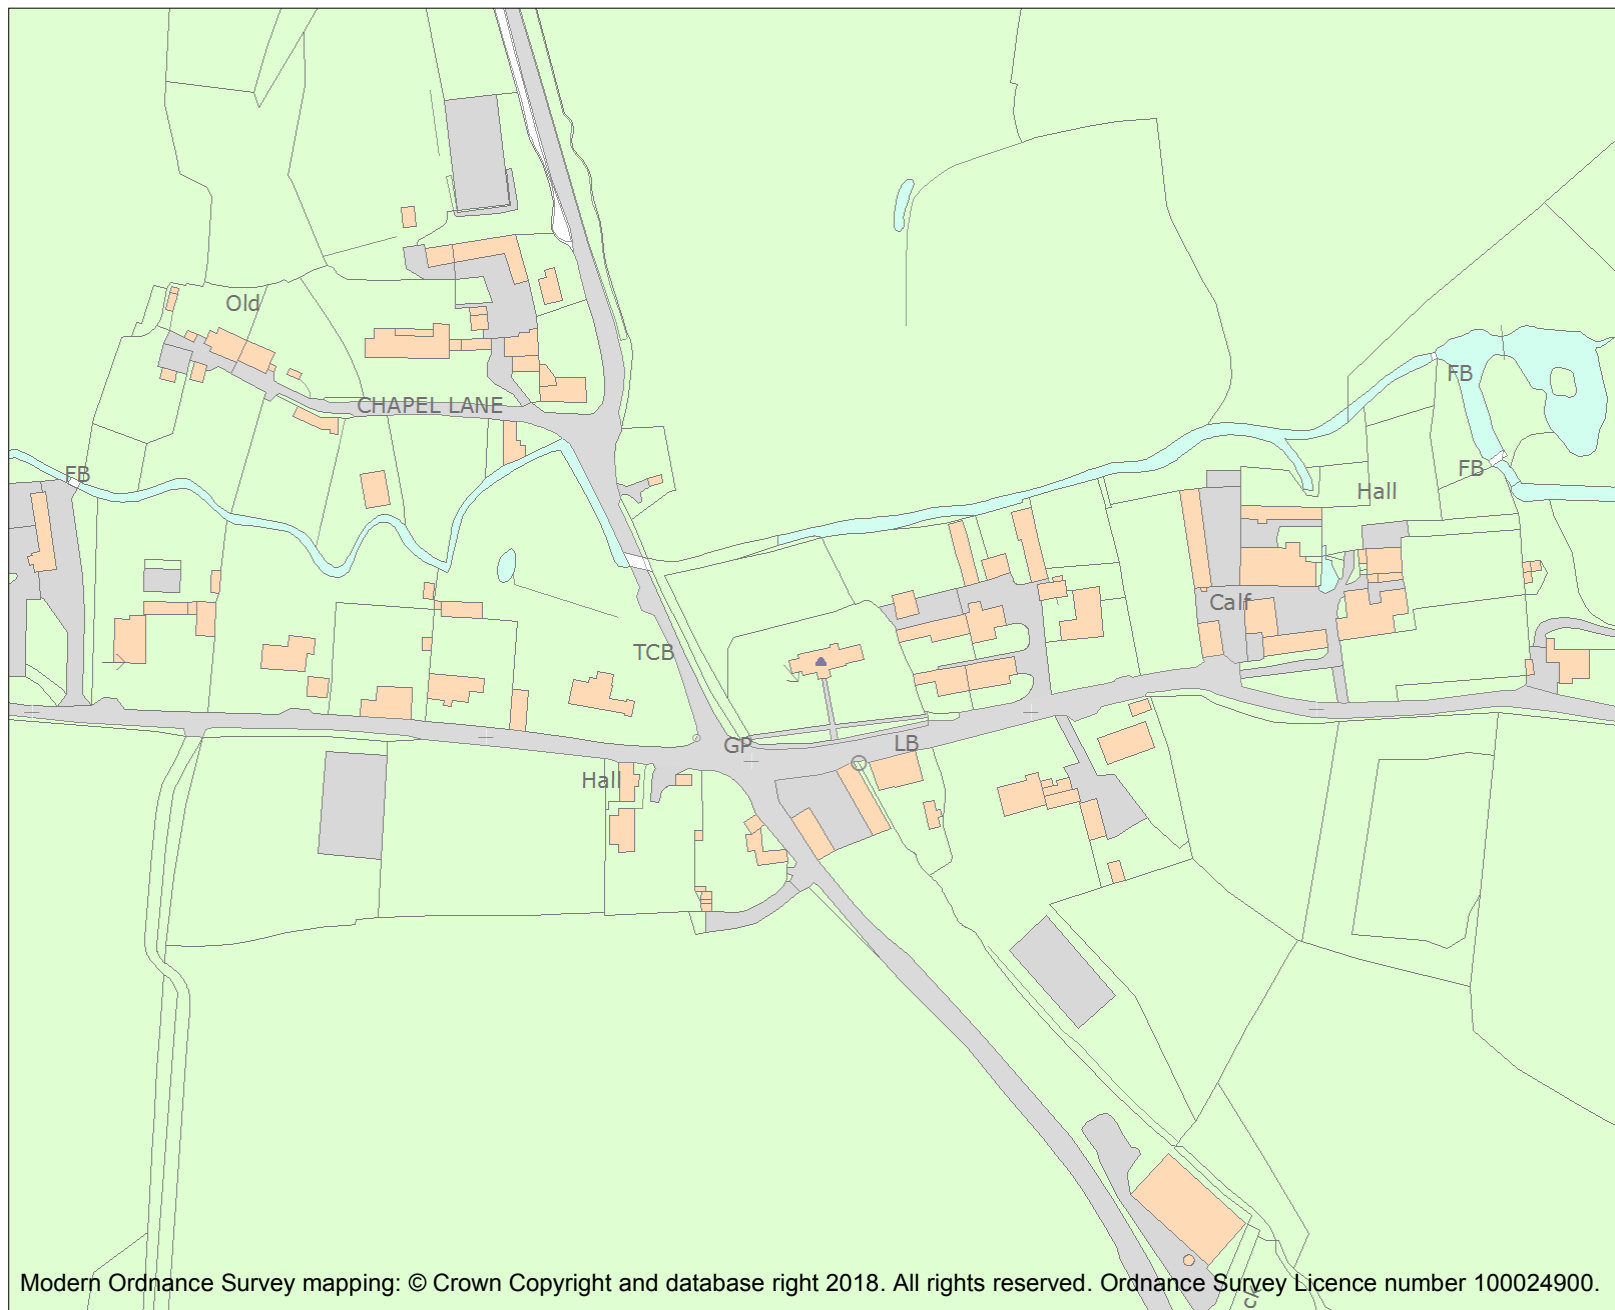 Old
CHAPEL LANE
FB
FB
FB
Hall
Calf
TCB
GP
LB
Hall
ck
Modern Ordnance Survey mapping: © Crown Copyright and database right 2018. All rights reserved. Ordnance Survey Licence number 100024900.